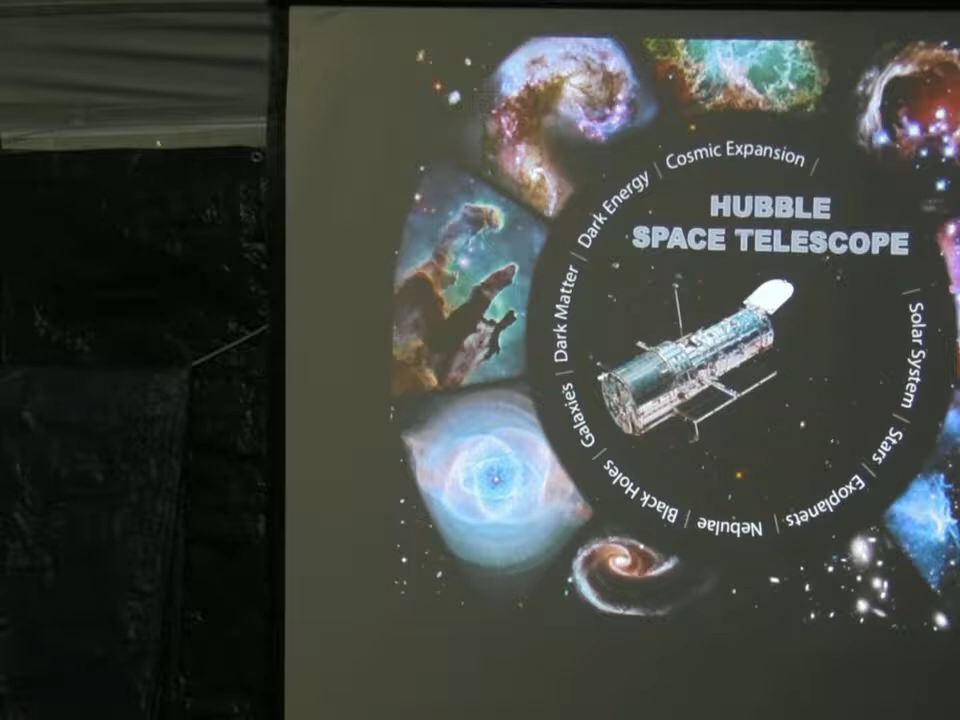 HUBBLE
SPACE TELESCOPE
Solar System | Stars | Exoplanets | Nebulae | Black Holes | Galaxies | Dark Matter | Dark Energy | Cosmic Expansion |